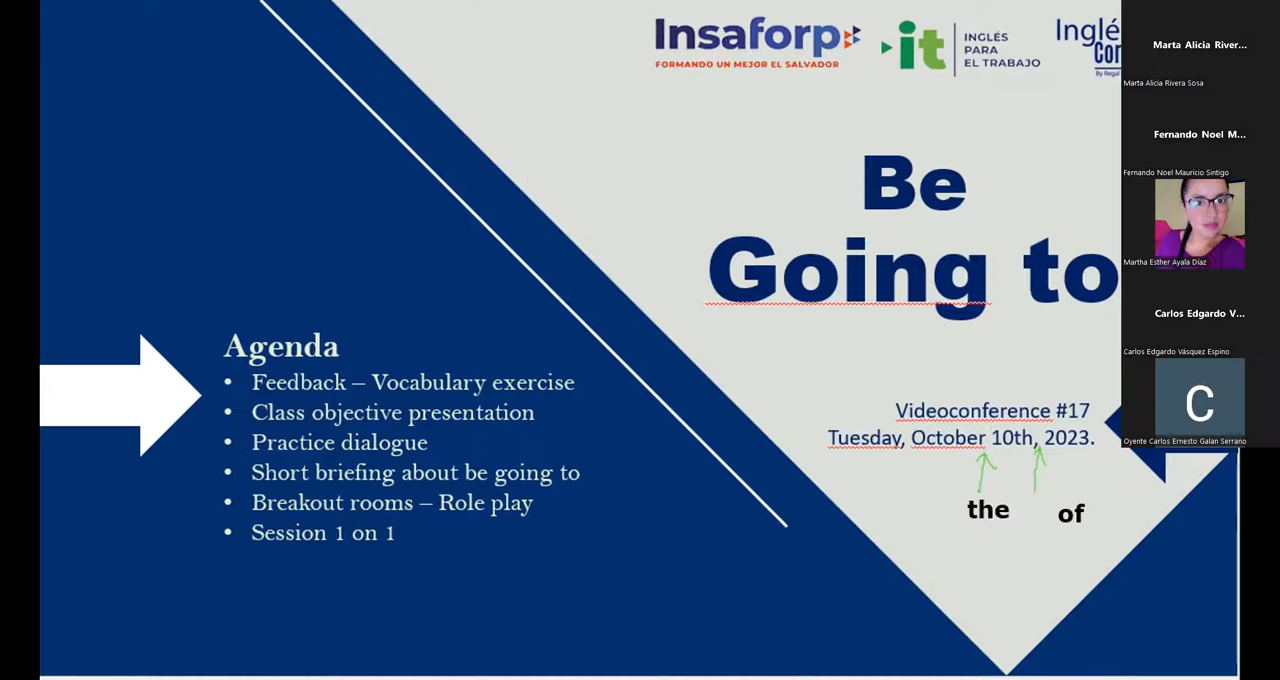 Insaforp
FORMANDO UN MEJOR EL SALVADOR
it
INGLÉS
PARA
EL TRABAJO
Be
Going to
Agenda
• Feedback – Vocabulary exercise
• Class objective presentation
• Practice dialogue
• Short briefing about be going to
• Breakout rooms – Role play
• Session 1 on 1
Videoconference #17
Tuesday, October 10th, 2023.
the of
Marta Alicia River...
Marta Alicia Rivera Sosa
Fernando Noel M...
Fernando Noel Mauricio Sintigo
Martha Esther Ayala Díaz
Carlos Edgardo V...
Carlos Edgardo Vásquez Espino
C
Oyente Carlos Ernesto Galan Serrano